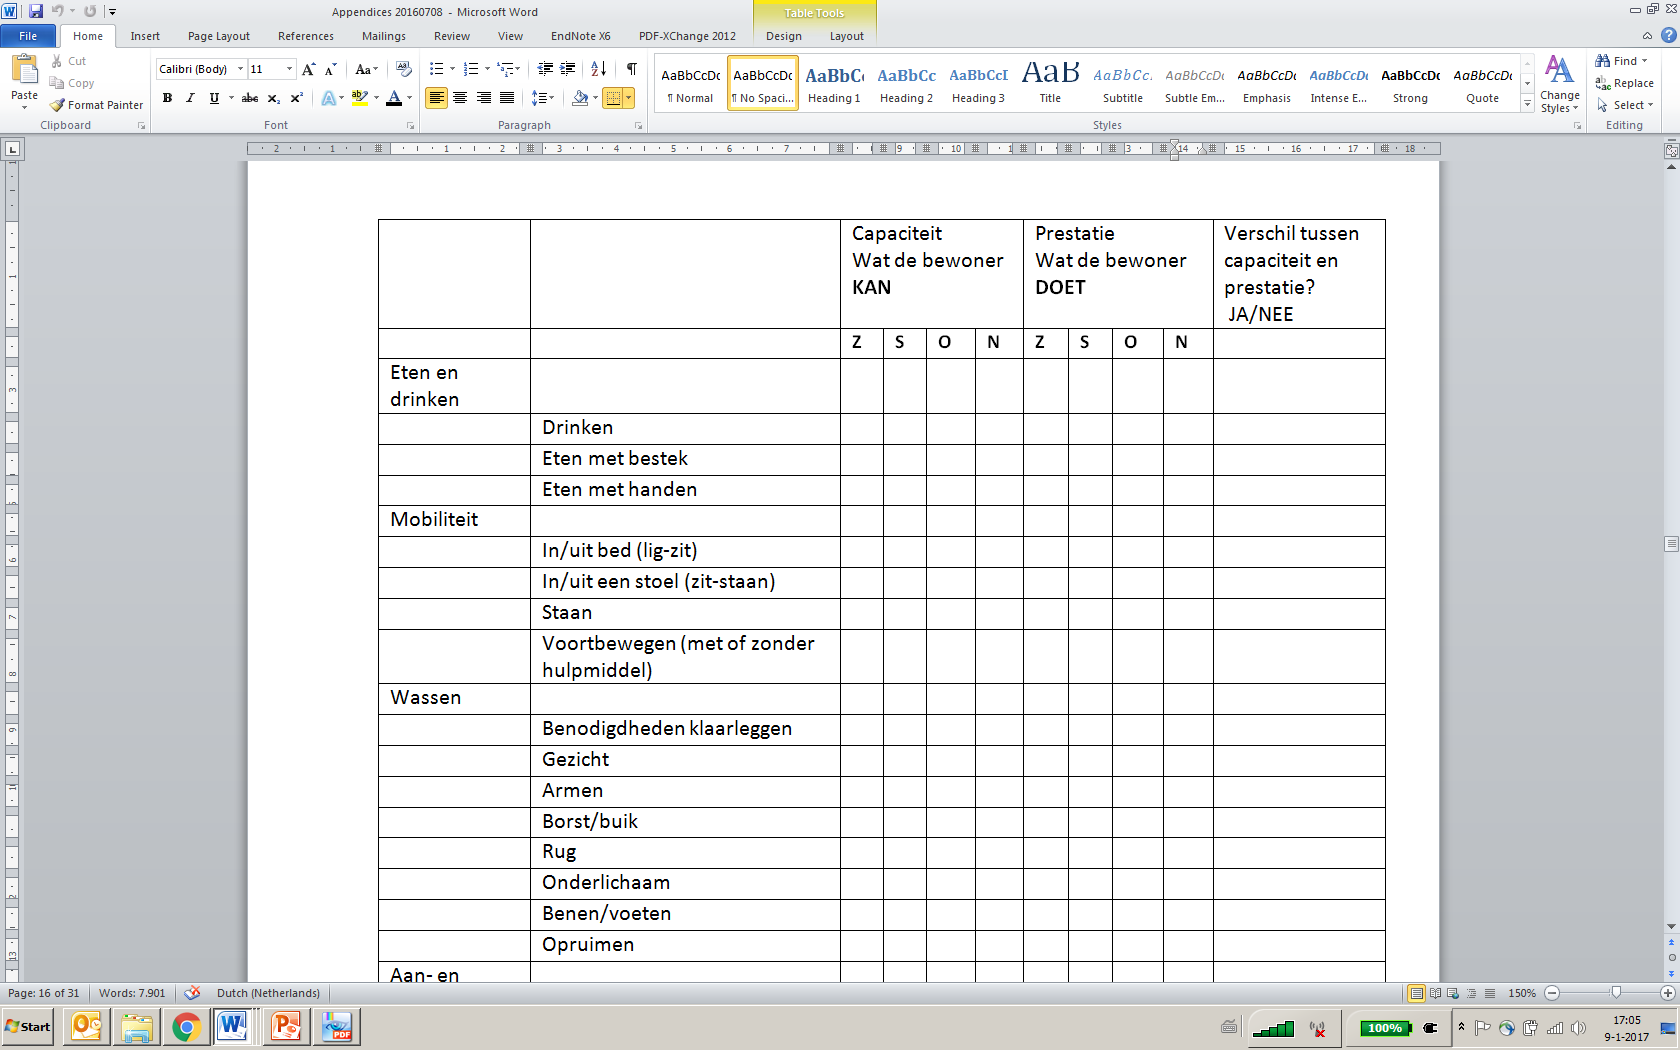 Appendices 20160708 - Microsoft Word
Table Tools
File Home Insert Page Layout References Mailings Review View EndNote X6 PDF-XChange 2012 Design Layout
Paste
Cut
Copy
Format Painter
Clipboard
Calibri (Body) 11
Font
Paragraph
AaBbCcDc AaBbCcDc AaBbCc AaBbCc AaBbCcI AaB AaBbCc. AaBbCcDc AaBbCcDc AaBbCcDc AaBbCcDc AaBbCcDc
¶ Normal ¶ No Spaci... Heading 1 Heading 2 Heading 3 Title Subtitle Subtle Em... Emphasis Intense E... Strong Quote
Styles
Change
Styles
Find
Replace
Select
Editing
Capaciteit
Wat de bewoner
KAN
Prestatie
Wat de bewoner
DOET
Verschil tussen
capaciteit en
prestatie?
JA/NEE
Z S O N Z S O N
Eten en
drinken
Drinken
Eten met bestek
Eten met handen
Mobiliteit
In/uit bed (lig-zit)
In/uit een stoel (zit-staan)
Staan
Voortbewegen (met of zonder
hulpmiddel)
Wassen
Benodigdheden klaarleggen
Gezicht
Armen
Borst/buik
Rug
Onderlichaam
Benen/voeten
Opruimen
Aan- en
Page: 16 of 31 Words: 7.901 Dutch (Netherlands) 150%
Start
100%
17:05
9-1-2017